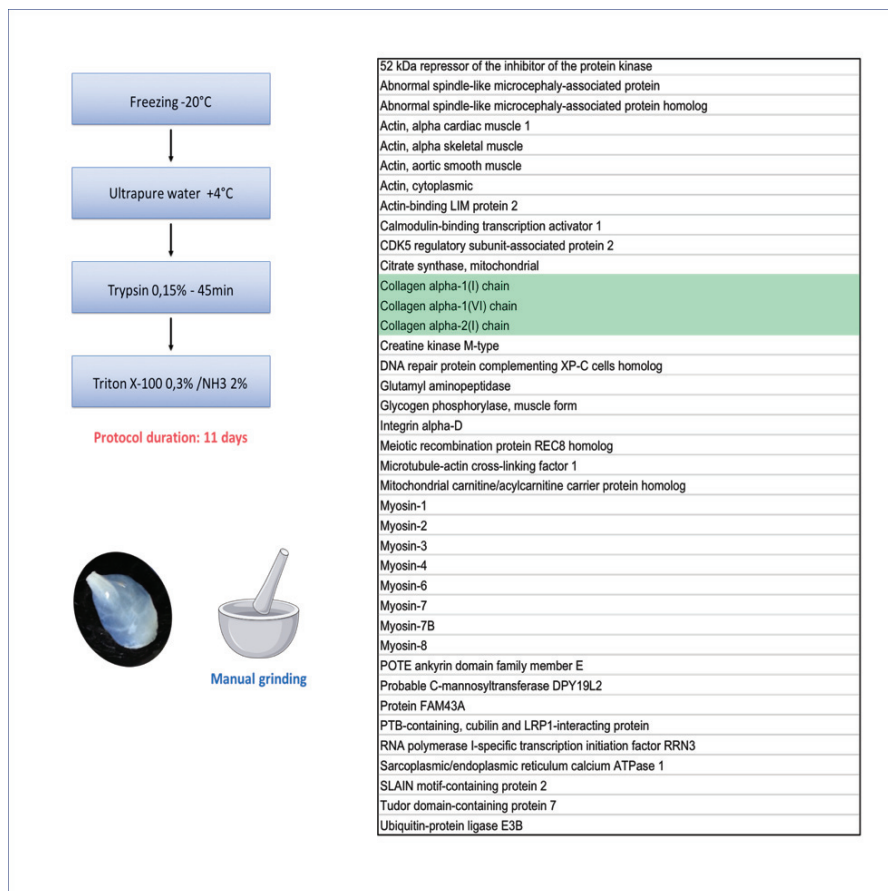 Freezing -20°C
Ultrapure water +4°C
Trypsin 0,15% - 45min
Triton X-100 0,3% /NH3 2%
Protocol duration: 11 days
Manual grinding
52 kDa repressor of the inhibitor of the protein kinase
Abnormal spindle-like microcephaly-associated protein
Abnormal spindle-like microcephaly-associated protein homolog
Actin, alpha cardiac muscle 1
Actin, alpha skeletal muscle
Actin, aortic smooth muscle
Actin, cytoplasmic
Actin-binding LIM protein 2
Calmodulin-binding transcription activator 1
CDK5 regulatory subunit-associated protein 2
Citrate synthase, mitochondrial
Collagen alpha-1(I) chain
Collagen alpha-1(VI) chain
Collagen alpha-2(I) chain
Creatine kinase M-type
DNA repair protein complementing XP-C cells homolog
Glutamyl aminopeptidase
Glycogen phosphorylase, muscle form
Integrin alpha-D
Meiotic recombination protein REC8 homolog
Microtubule-actin cross-linking factor 1
Mitochondrial carnitine/acylcarnitine carrier protein homolog
Myosin-1
Myosin-2
Myosin-3
Myosin-4
Myosin-6
Myosin-7
Myosin-7B
Myosin-8
POTE ankyrin domain family member E
Probable C-mannosyltransferase DPY19L2
Protein FAM43A
PTB-containing, cubilin and LRP1-interacting protein
RNA polymerase I-specific transcription initiation factor RRN3
Sarcoplasmic/endoplasmic reticulum calcium ATPase 1
SLAIN motif-containing protein 2
Tudor domain-containing protein 7
Ubiquitin-protein ligase E3B